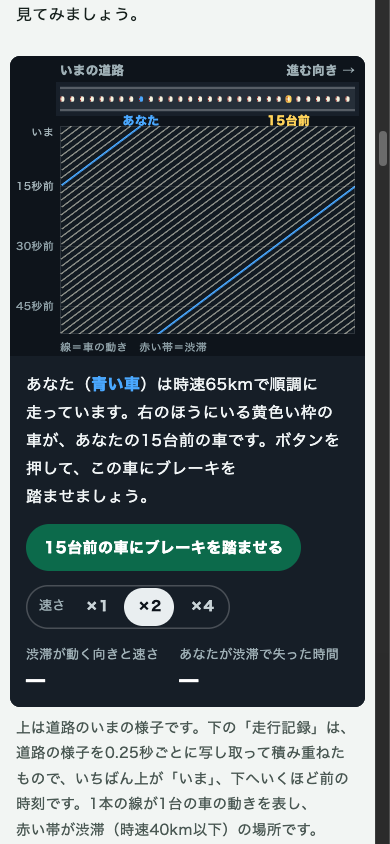 見てみましょう。
いまの道路
進む向き →
あなた
15台前
いま
15秒前
30秒前
45秒前
線＝車の動き　赤い帯＝渋滞
あなた（青い車）は時速65kmで順調に
走っています。右のほうにいる黄色い枠の
車が、あなたの15台前の車です。ボタンを
押して、この車にブレーキを
踏ませましょう。
15台前の車にブレーキを踏ませる
速さ ×1 ×2 ×4
渋滞が動く向きと速さ
あなたが渋滞で失った時間
—
—
上は道路のいまの様子です。下の「走行記録」は、
道路の様子を0.25秒ごとに写し取って積み重ねた
もので、いちばん上が「いま」、下へいくほど前の
時刻です。1本の線が1台の車の動きを表し、
赤い帯が渋滞（時速40km以下）の場所です。